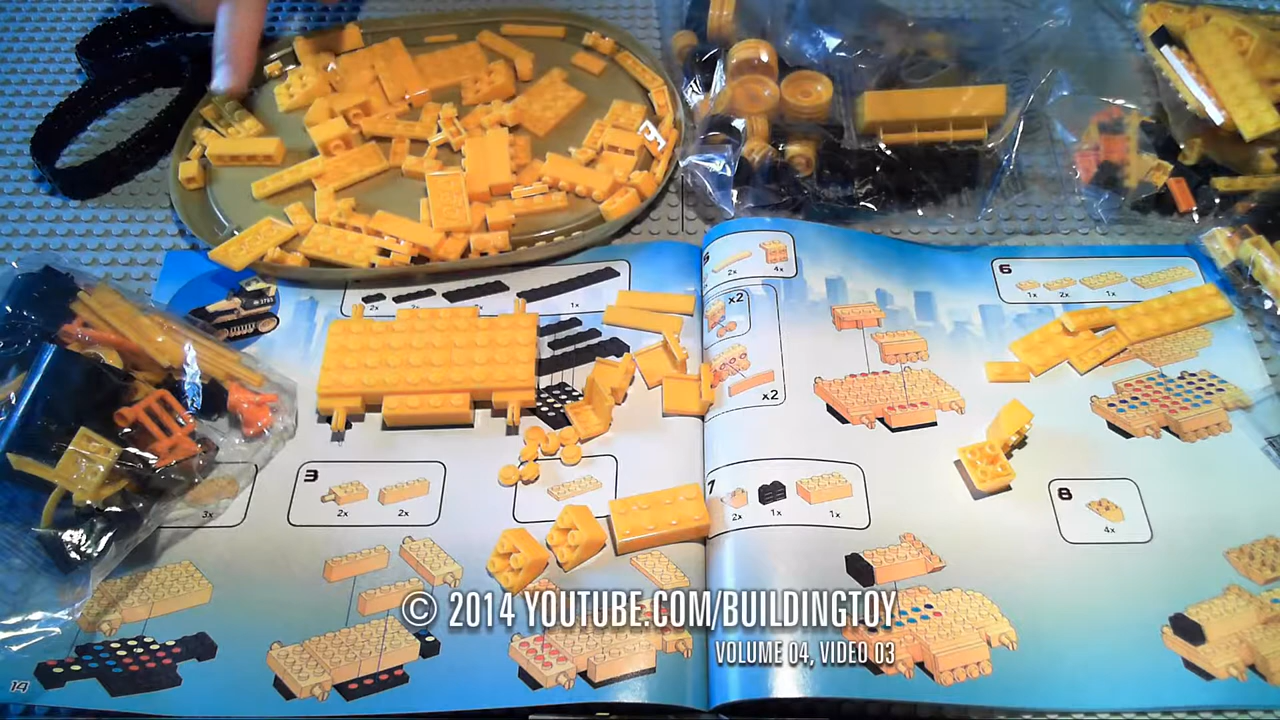 2x
1x
5
2x
4x
x2
x2
6
1x
2x
1x
1x
3x
3
2x
2x
7
2x
1x
1x
8
4x
© 2014 YOUTUBE.COM/BUILDINGTOY
VOLUME 04, VIDEO 03
14